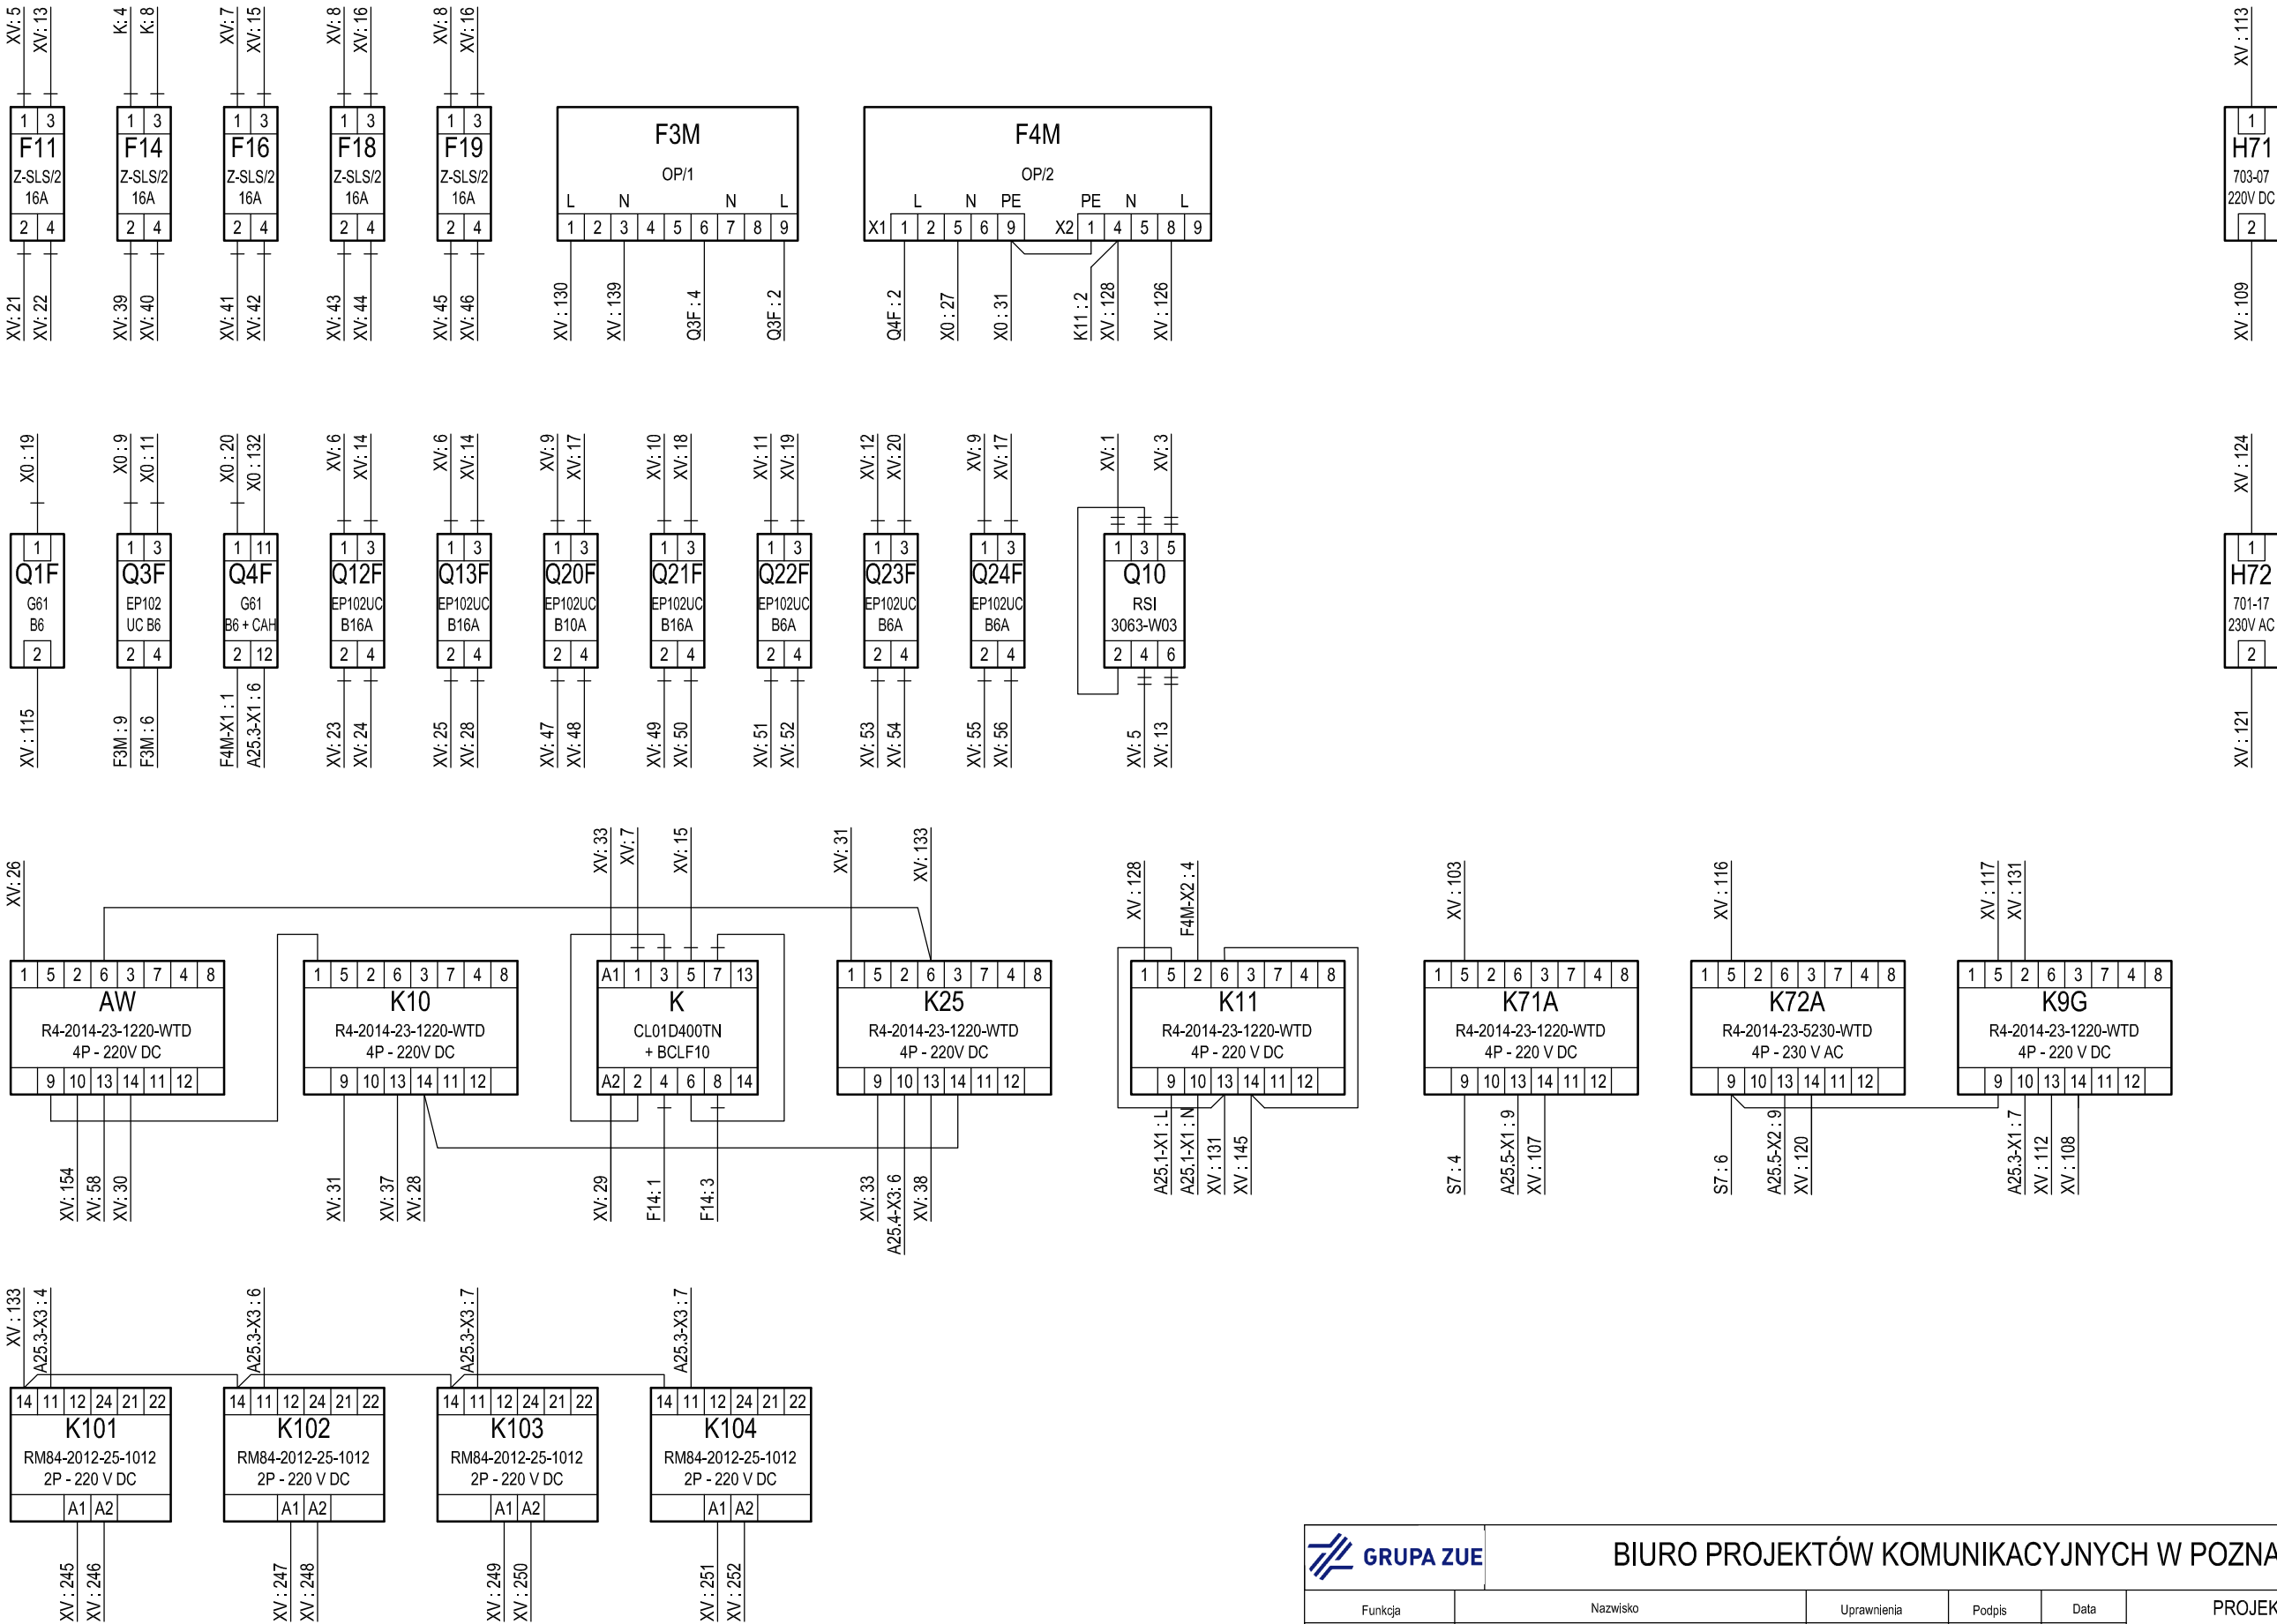 XV: 5 XV: 13 K: 4 K: 8 XV: 7 XV: 15 XV: 8 XV: 16 XV: 8 XV: 16 XV : 113
1 3 1 3 1 3 1 3 1 3 1
F11 F14 F16 F18 F19 F3M F4M H71
Z-SLS/2 Z-SLS/2 Z-SLS/2 Z-SLS/2 Z-SLS/2 OP/1 OP/2 703-07
16A 16A 16A 16A 16A 220V DC
L N N L L N PE PE N L
2 4 2 4 2 4 2 4 2 4 1 2 3 4 5 6 7 8 9 X1 1 2 5 6 9 X2 1 4 5 8 9 2
XV: 21 XV: 22 XV: 39 XV: 40 XV: 41 XV: 42 XV: 43 XV: 44 XV: 45 XV: 46 XV : 130 XV : 139 Q3F : 4 Q3F : 2 Q4F : 2 X0 : 27 X0 : 31 K11 : 2 XV : 128 XV : 126 XV : 109
X0 : 19 X0 : 9 X0 : 11 X0 : 20 X0 : 132 XV: 6 XV: 14 XV: 6 XV: 14 XV: 9 XV: 17 XV: 10 XV: 18 XV: 11 XV: 19 XV: 12 XV: 20 XV: 9 XV: 17 XV: 1 XV: 3 XV : 124
1 1 3 1 11 1 3 1 3 1 3 1 3 1 3 1 3 1 3 1 3 5 1
Q1F Q3F Q4F Q12F Q13F Q20F Q21F Q22F Q23F Q24F Q10 H72
G61 EP102 G61 EP102UC EP102UC EP102UC EP102UC EP102UC EP102UC EP102UC RSI 701-17
B6 UC B6 B6 + CAH B16A B16A B10A B16A B6A B6A B6A 3063-W03 230V AC
2 2 4 2 12 2 4 2 4 2 4 2 4 2 4 2 4 2 4 2 4 6 2
XV : 115 F3M : 9 F3M : 6 F4M-X1 : 1 A25.3-X1 : 6 XV: 23 XV: 24 XV: 25 XV: 28 XV: 47 XV: 48 XV: 49 XV: 50 XV: 51 XV: 52 XV: 53 XV: 54 XV: 55 XV: 56 XV: 5 XV: 13 XV : 121
XV: 26 XV: 33 XV: 7 XV: 15 XV: 31 XV: 133 XV : 128 F4M-X2 : 4 XV : 103 XV : 116 XV : 117 XV : 131
1 5 2 6 3 7 4 8 1 5 2 6 3 7 4 8 A1 1 3 5 7 13 1 5 2 6 3 7 4 8 1 5 2 6 3 7 4 8 1 5 2 6 3 7 4 8 1 5 2 6 3 7 4 8 1 5 2 6 3 7 4 8
AW K10 K K25 K11 K71A K72A K9G
R4-2014-23-1220-WTD R4-2014-23-1220-WTD CL01D400TN R4-2014-23-1220-WTD R4-2014-23-1220-WTD R4-2014-23-1220-WTD R4-2014-23-5230-WTD R4-2014-23-1220-WTD
4P - 220V DC 4P - 220V DC + BCLF10 4P - 220V DC 4P - 220 V DC 4P - 220 V DC 4P - 230 V AC 4P - 220 V DC
9 10 13 14 11 12 9 10 13 14 11 12 A2 2 4 6 8 14 9 10 13 14 11 12 9 10 13 14 11 12 9 10 13 14 11 12 9 10 13 14 11 12 9 10 13 14 11 12
XV: 154 XV: 58 XV: 30 XV: 31 XV: 37 XV: 28 XV: 29 F14: 1 F14: 3 XV: 33 A25.4-X3: 6 XV: 38 A25.1-X1 : L A25.1-X1 : N XV : 131 XV : 145 S7 : 4 A25.5-X1 : 9 XV : 107 S7 : 6 A25.5-X2 : 9 XV : 120 A25.3-X1 : 7 XV : 112 XV : 108
XV : 133 A25.3-X3 : 4 A25.3-X3 : 6 A25.3-X3 : 7 A25.3-X3 : 7
14 11 12 24 21 22 14 11 12 24 21 22 14 11 12 24 21 22 14 11 12 24 21 22
K101 K102 K103 K104
RM84-2012-25-1012 RM84-2012-25-1012 RM84-2012-25-1012 RM84-2012-25-1012
2P - 220 V DC 2P - 220 V DC 2P - 220 V DC 2P - 220 V DC
A1 A2 A1 A2 A1 A2 A1 A2
XV : 245 XV : 246 XV : 247 XV : 248 XV : 249 XV : 250 XV : 251 XV : 252
GRUPA ZUE BIURO PROJEKTÓW KOMUNIKACYJNYCH W POZNA
Funkcja Nazwisko Uprawnienia Podpis Data PROJEK